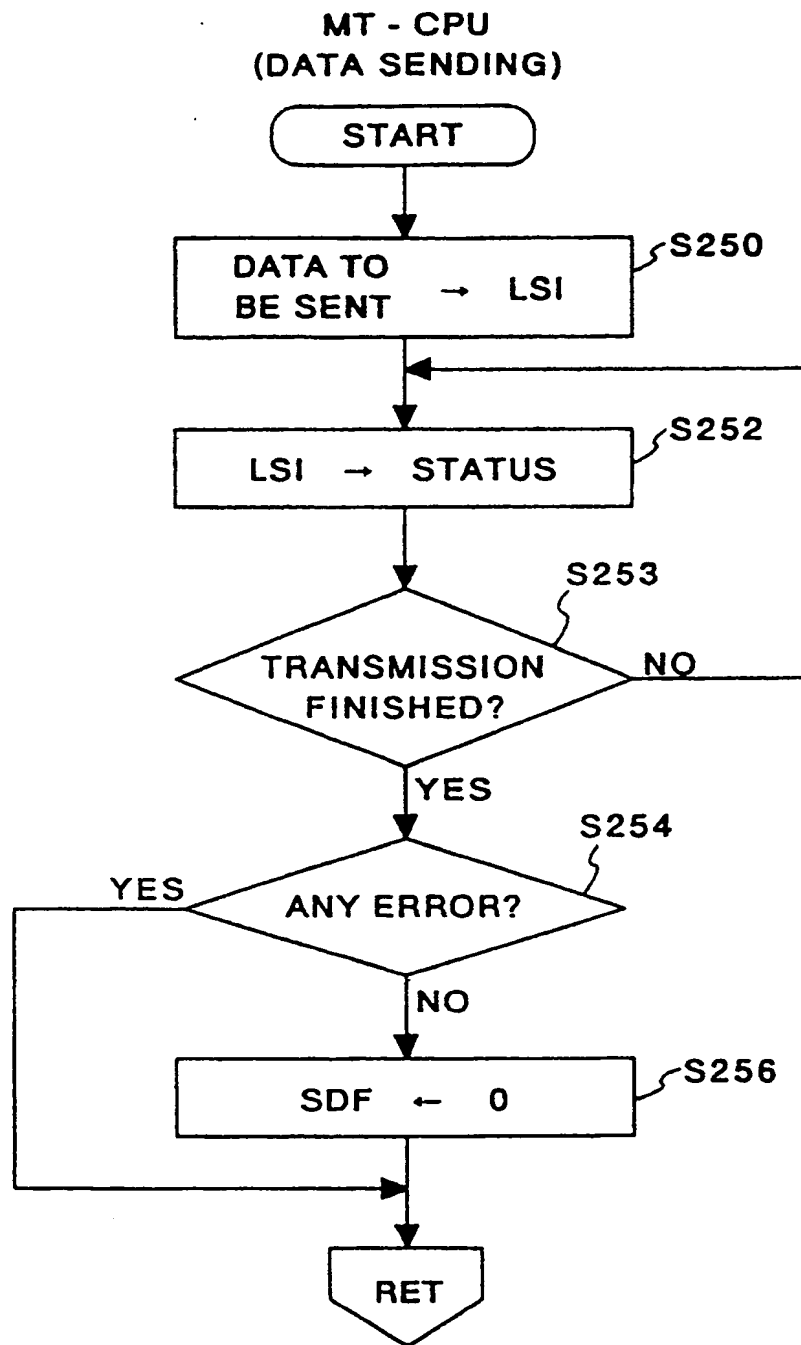 MT - CPU
(DATA SENDING)
START
S250
DATA TO
BE SENT → LSI
S252
LSI → STATUS
S253
TRANSMISSION
FINISHED?
NO
YES
S254
YES
ANY ERROR?
NO
S256
SDF ← 0
RET